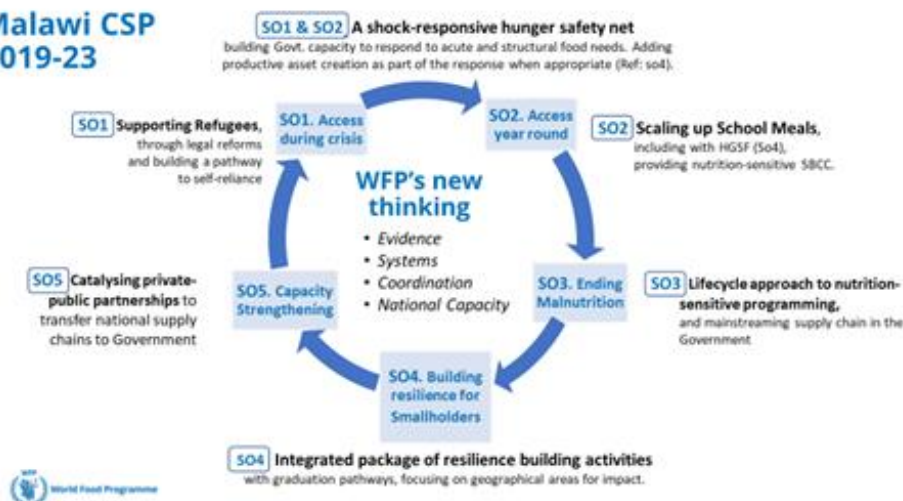 Malawi CSP
2019-23
SO1 & SO2 A shock-responsive hunger safety net
building Govt. capacity to respond to acute and structural food needs. Adding
productive asset creation as part of the response when appropriate (Ref: so4).
SO1. Access
during crisis
SO2. Access
year round
SO1 Supporting Refugees,
through legal reforms
and building a pathway
to self-reliance
SO2 Scaling up School Meals,
including with HGSF (So4),
providing nutrition-sensitive SBCC.
WFP's new
thinking
• Evidence
• Systems
• Coordination
• National Capacity
SO5 Catalysing private-
public partnerships to
transfer national supply
chains to Government
SO5. Capacity
Strengthening
SO3. Ending
Malnutrition
SO3 Lifecycle approach to nutrition-
sensitive programming,
and mainstreaming supply chain in the
Government
SO4. Building
resilience for
Smallholders
SO4 Integrated package of resilience building activities
with graduation pathways, focusing on geographical areas for impact.
WFP
World Food Programme